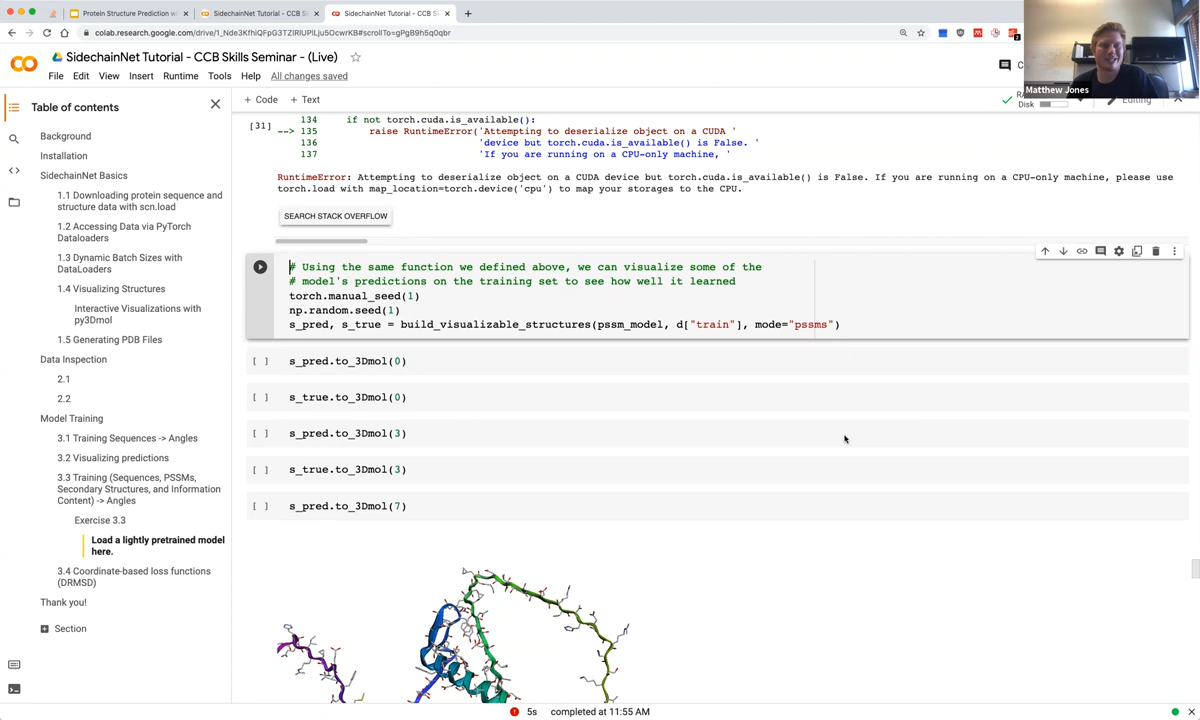 Protein Structure Prediction wi
SidechainNet Tutorial - CCB Sk
SidechainNet Tutorial - CCB Sk
colab.research.google.com/drive/1_Nde3KfhiQFpG3TZIRlUPlLju5OcwrKB#scrollTo=gPgB9h5q0qbr
SidechainNet Tutorial - CCB Skills Seminar - (Live)
File Edit View Insert Runtime Tools Help All changes saved
Matthew Jones
Table of contents
+ Code + Text
Disk
Editing
Background
Installation
SidechainNet Basics
1.1 Downloading protein sequence and
structure data with scn.load
1.2 Accessing Data via PyTorch
Dataloaders
1.3 Dynamic Batch Sizes with
DataLoaders
1.4 Visualizing Structures
Interactive Visualizations with
py3Dmol
1.5 Generating PDB Files
Data Inspection
2.1
2.2
Model Training
3.1 Training Sequences -> Angles
3.2 Visualizing predictions
3.3 Training (Sequences, PSSMs,
Secondary Structures, and Information
Content) -> Angles
Exercise 3.3
Load a lightly pretrained model
here.
3.4 Coordinate-based loss functions
(DRMSD)
Thank you!
Section
134 if not torch.cuda.is_available():
[31] --> 135 raise RuntimeError('Attempting to deserialize object on a CUDA '
136 'device but torch.cuda.is_available() is False. '
137 'If you are running on a CPU-only machine, '
RuntimeError: Attempting to deserialize object on a CUDA device but torch.cuda.is_available() is False. If you are running on a CPU-only machine, please use
torch.load with map_location=torch.device('cpu') to map your storages to the CPU.
SEARCH STACK OVERFLOW
# Using the same function we defined above, we can visualize some of the
# model's predictions on the training set to see how well it learned
torch.manual_seed(1)
np.random.seed(1)
s_pred, s_true = build_visualizable_structures(pssm_model, d["train"], mode="pssms")
[ ] s_pred.to_3Dmol(0)
[ ] s_true.to_3Dmol(0)
[ ] s_pred.to_3Dmol(3)
[ ] s_true.to_3Dmol(3)
[ ] s_pred.to_3Dmol(7)
5s completed at 11:55 AM